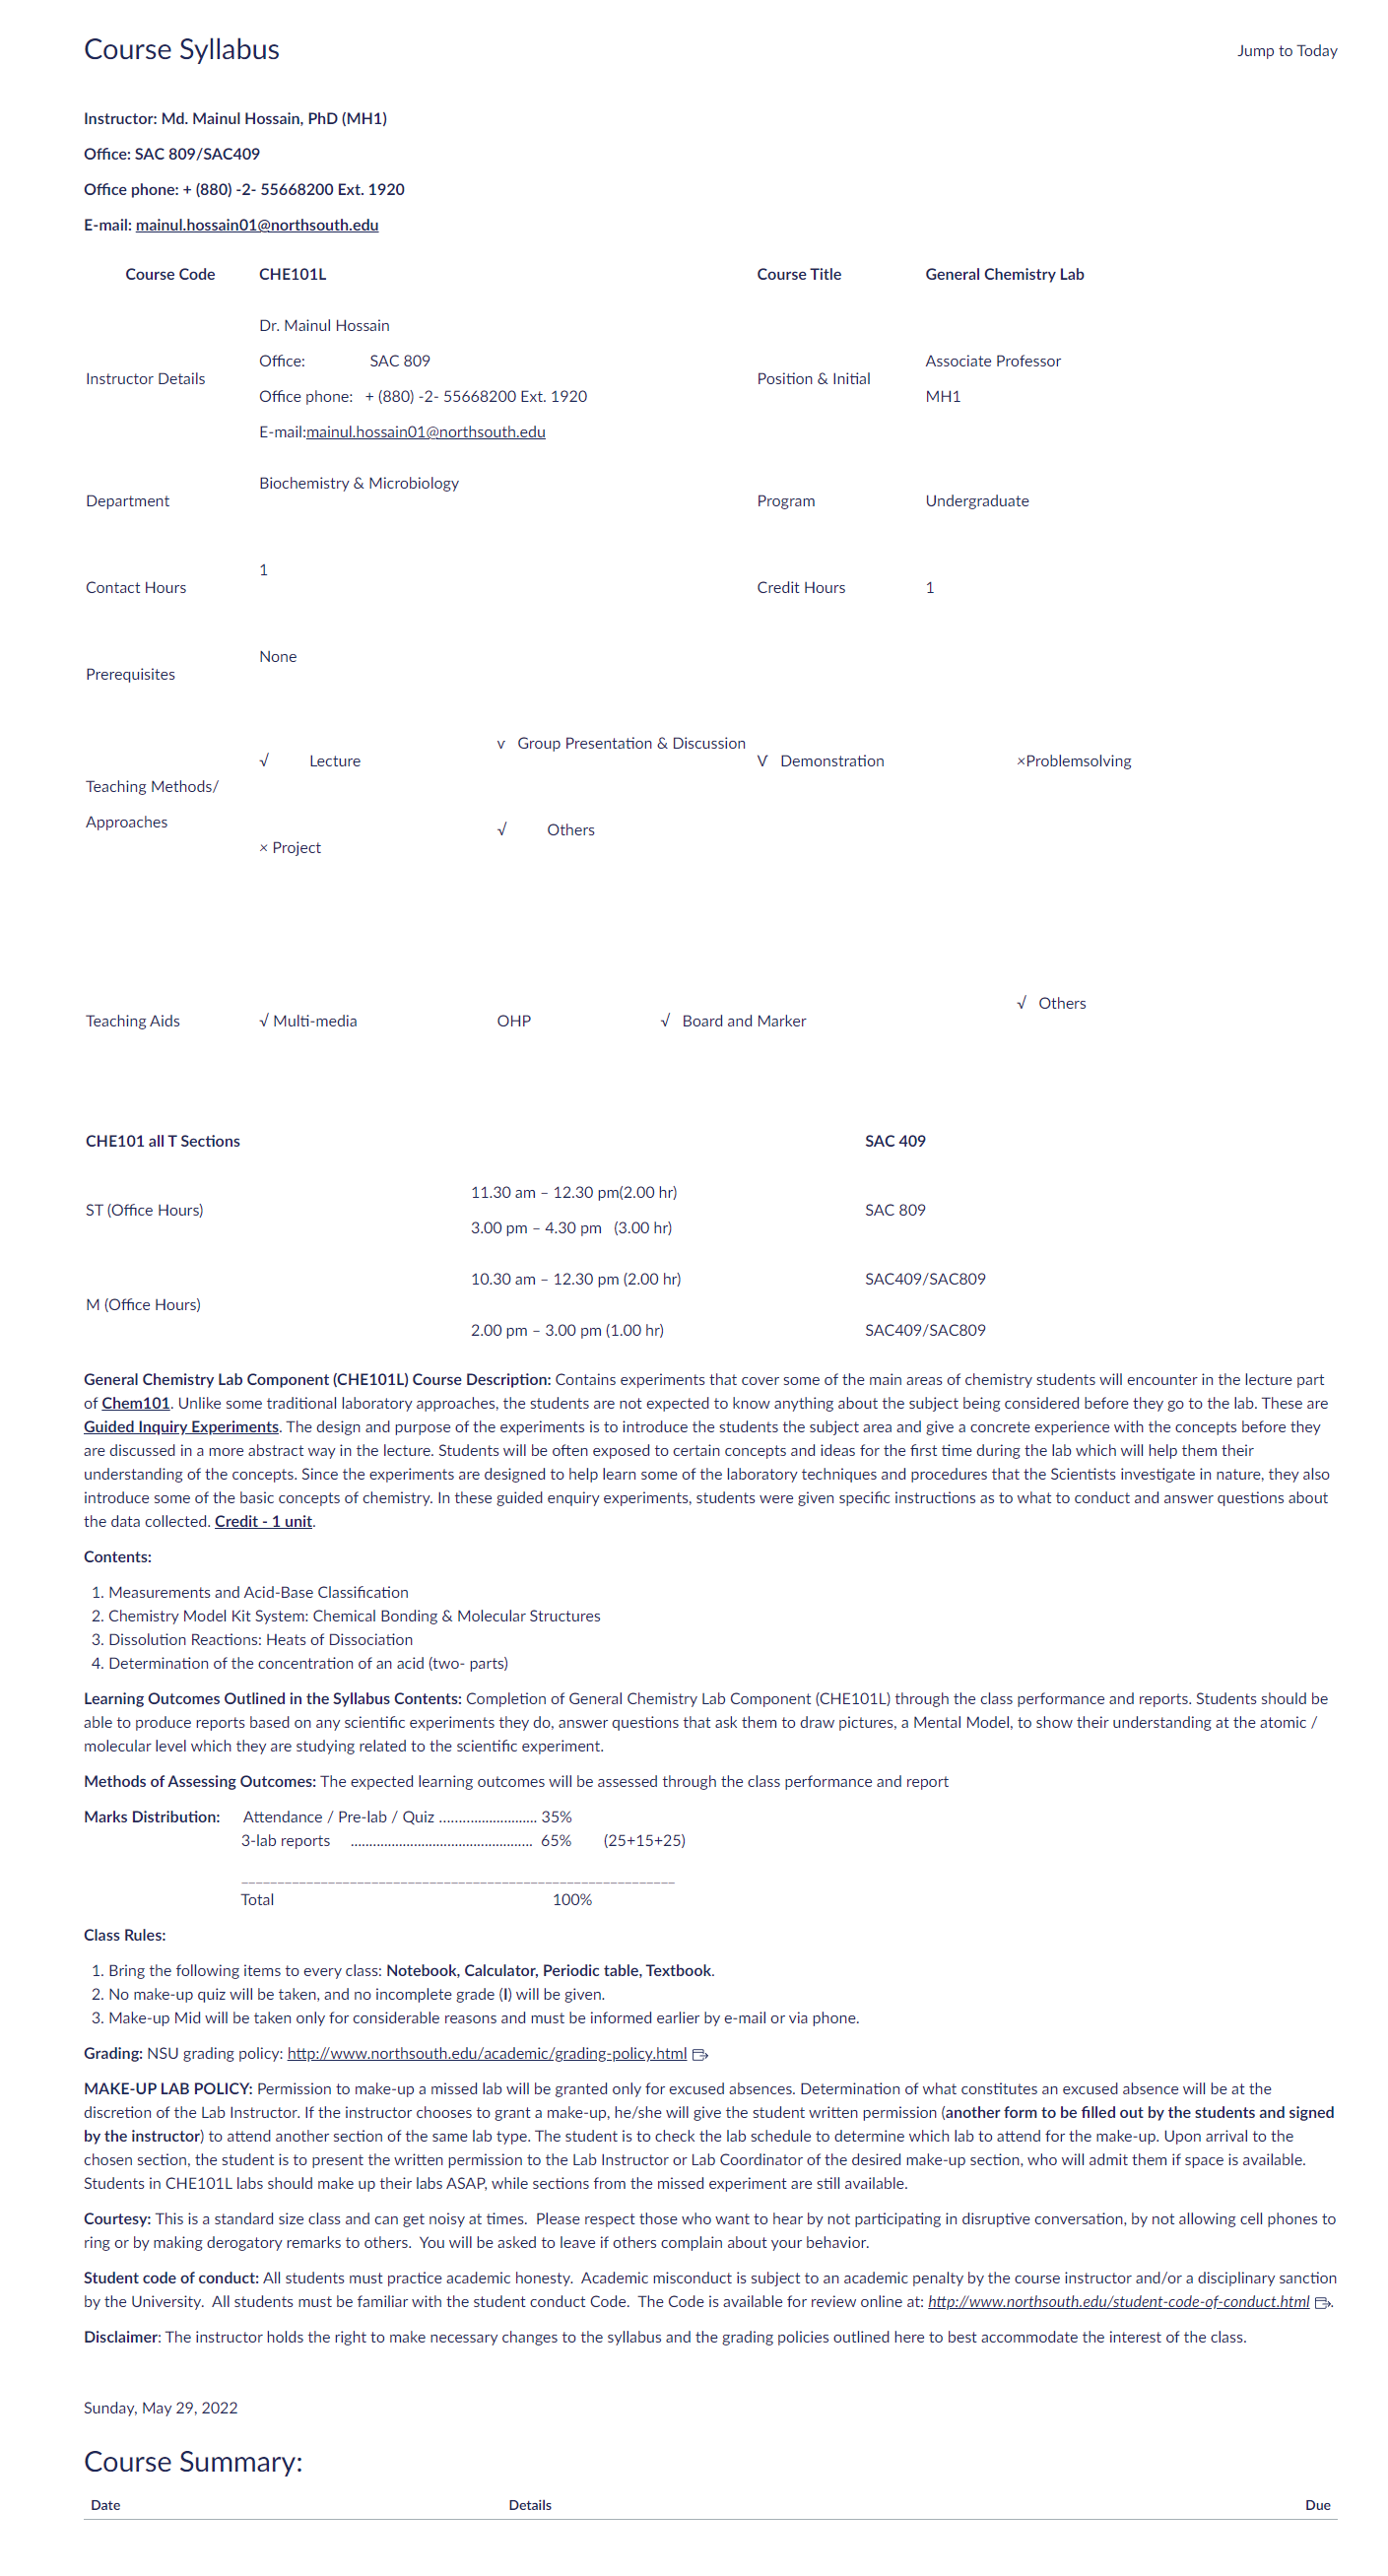 Course Syllabus
Jump to Today
Instructor: Md. Mainul Hossain, PhD (MH1)
Office: SAC 809/SAC409
Office phone: + (880) -2- 55668200 Ext. 1920
E-mail: mainul.hossain01@northsouth.edu
Course Code CHE101L Course Title General Chemistry Lab
Dr. Mainul Hossain
Office: SAC 809 Associate Professor
Instructor Details Position & Initial
Office phone: + (880) -2- 55668200 Ext. 1920 MH1
E-mail:mainul.hossain01@northsouth.edu
Biochemistry & Microbiology
Department Program Undergraduate
1
Contact Hours Credit Hours 1
None
Prerequisites
v Group Presentation & Discussion
√ Lecture V Demonstration ×Problemsolving
Teaching Methods/
Approaches
√ Others
× Project
√ Others
Teaching Aids √ Multi-media OHP √ Board and Marker
CHE101 all T Sections SAC 409
11.30 am – 12.30 pm(2.00 hr)
ST (Office Hours) SAC 809
3.00 pm – 4.30 pm (3.00 hr)
10.30 am – 12.30 pm (2.00 hr) SAC409/SAC809
M (Office Hours)
2.00 pm – 3.00 pm (1.00 hr) SAC409/SAC809
General Chemistry Lab Component (CHE101L) Course Description: Contains experiments that cover some of the main areas of chemistry students will encounter in the lecture part
of Chem101. Unlike some traditional laboratory approaches, the students are not expected to know anything about the subject being considered before they go to the lab. These are
Guided Inquiry Experiments. The design and purpose of the experiments is to introduce the students the subject area and give a concrete experience with the concepts before they
are discussed in a more abstract way in the lecture. Students will be often exposed to certain concepts and ideas for the first time during the lab which will help them their
understanding of the concepts. Since the experiments are designed to help learn some of the laboratory techniques and procedures that the Scientists investigate in nature, they also
introduce some of the basic concepts of chemistry. In these guided enquiry experiments, students were given specific instructions as to what to conduct and answer questions about
the data collected. Credit - 1 unit.
Contents:
1. Measurements and Acid-Base Classification
2. Chemistry Model Kit System: Chemical Bonding & Molecular Structures
3. Dissolution Reactions: Heats of Dissociation
4. Determination of the concentration of an acid (two- parts)
Learning Outcomes Outlined in the Syllabus Contents: Completion of General Chemistry Lab Component (CHE101L) through the class performance and reports. Students should be
able to produce reports based on any scientific experiments they do, answer questions that ask them to draw pictures, a Mental Model, to show their understanding at the atomic /
molecular level which they are studying related to the scientific experiment.
Methods of Assessing Outcomes: The expected learning outcomes will be assessed through the class performance and report
Marks Distribution: Attendance / Pre-lab / Quiz ......................... 35%
3-lab reports ................................................. 65% (25+15+25)
____________________________________________________________
Total 100%
Class Rules:
1. Bring the following items to every class: Notebook, Calculator, Periodic table, Textbook.
2. No make-up quiz will be taken, and no incomplete grade (I) will be given.
3. Make-up Mid will be taken only for considerable reasons and must be informed earlier by e-mail or via phone.
Grading: NSU grading policy: http://www.northsouth.edu/academic/grading-policy.html
MAKE-UP LAB POLICY: Permission to make-up a missed lab will be granted only for excused absences. Determination of what constitutes an excused absence will be at the
discretion of the Lab Instructor. If the instructor chooses to grant a make-up, he/she will give the student written permission (another form to be filled out by the students and signed
by the instructor) to attend another section of the same lab type. The student is to check the lab schedule to determine which lab to attend for the make-up. Upon arrival to the
chosen section, the student is to present the written permission to the Lab Instructor or Lab Coordinator of the desired make-up section, who will admit them if space is available.
Students in CHE101L labs should make up their labs ASAP, while sections from the missed experiment are still available.
Courtesy: This is a standard size class and can get noisy at times.  Please respect those who want to hear by not participating in disruptive conversation, by not allowing cell phones to
ring or by making derogatory remarks to others.  You will be asked to leave if others complain about your behavior.
Student code of conduct: All students must practice academic honesty.  Academic misconduct is subject to an academic penalty by the course instructor and/or a disciplinary sanction
by the University.  All students must be familiar with the student conduct Code.  The Code is available for review online at: http://www.northsouth.edu/student-code-of-conduct.html.
Disclaimer: The instructor holds the right to make necessary changes to the syllabus and the grading policies outlined here to best accommodate the interest of the class.
Sunday, May 29, 2022
Course Summary:
Date Details Due